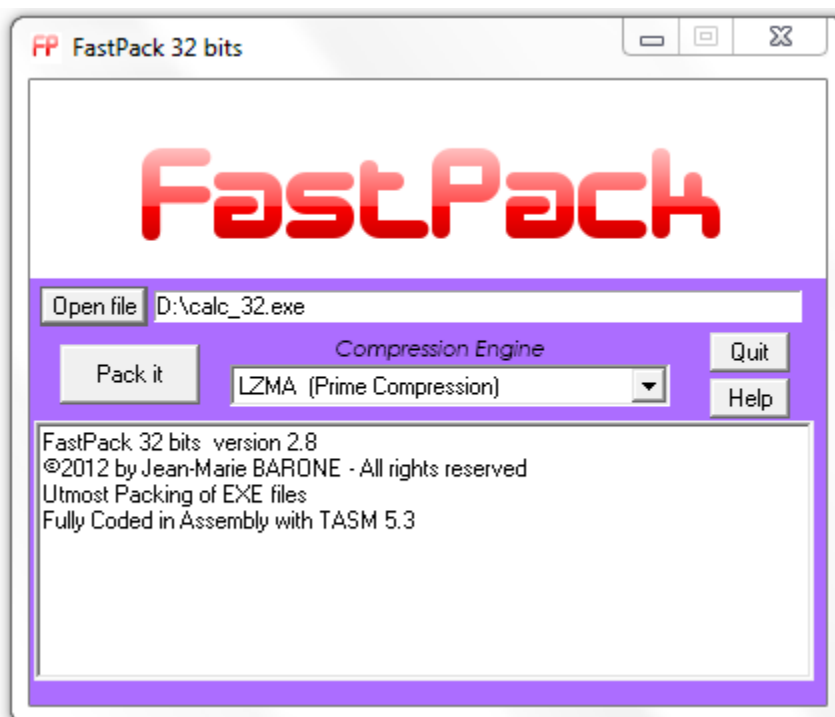 FP FastPack 32 bits
FastPack
Open file D:\calc_32.exe
Compression Engine
Pack it LZMA (Prime Compression) Quit
Help
FastPack 32 bits version 2.8
©2012 by Jean-Marie BARONE - All rights reserved
Utmost Packing of EXE files
Fully Coded in Assembly with TASM 5.3